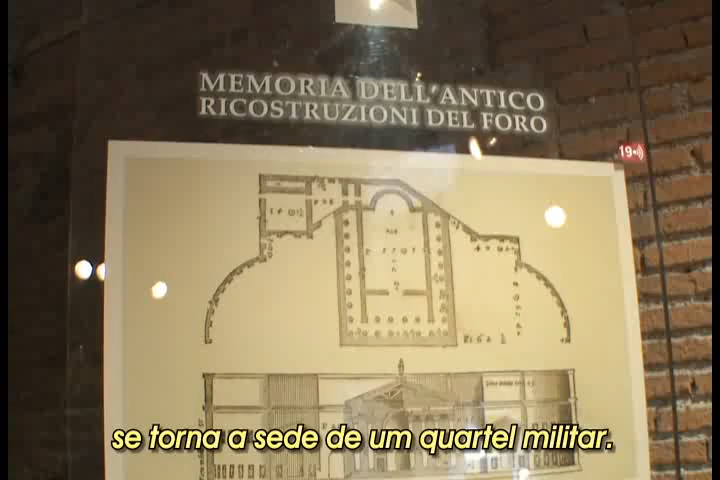 MEMORIA DELL'ANTICO
RICOSTRUZIONI DEL FORO
19
se torna a sede de um quartel militar.